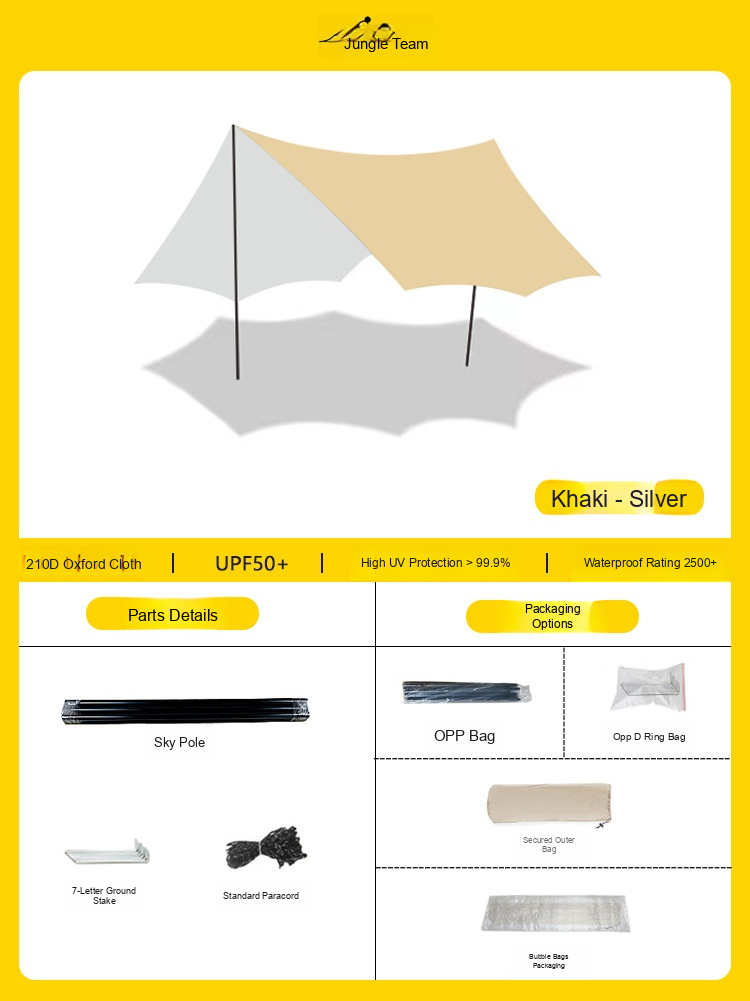 Jungle Team
Khaki - Silver
210D Oxford Cloth
UPF50+
High UV Protection > 99.9%
Waterproof Rating 2500+
Parts Details
Packaging
Options
Sky Pole
OPP Bag
Opp D Ring Bag
7-Letter Ground
Stake
Standard Paracord
Secured Outer
Bag
Bubble Bags
Packaging